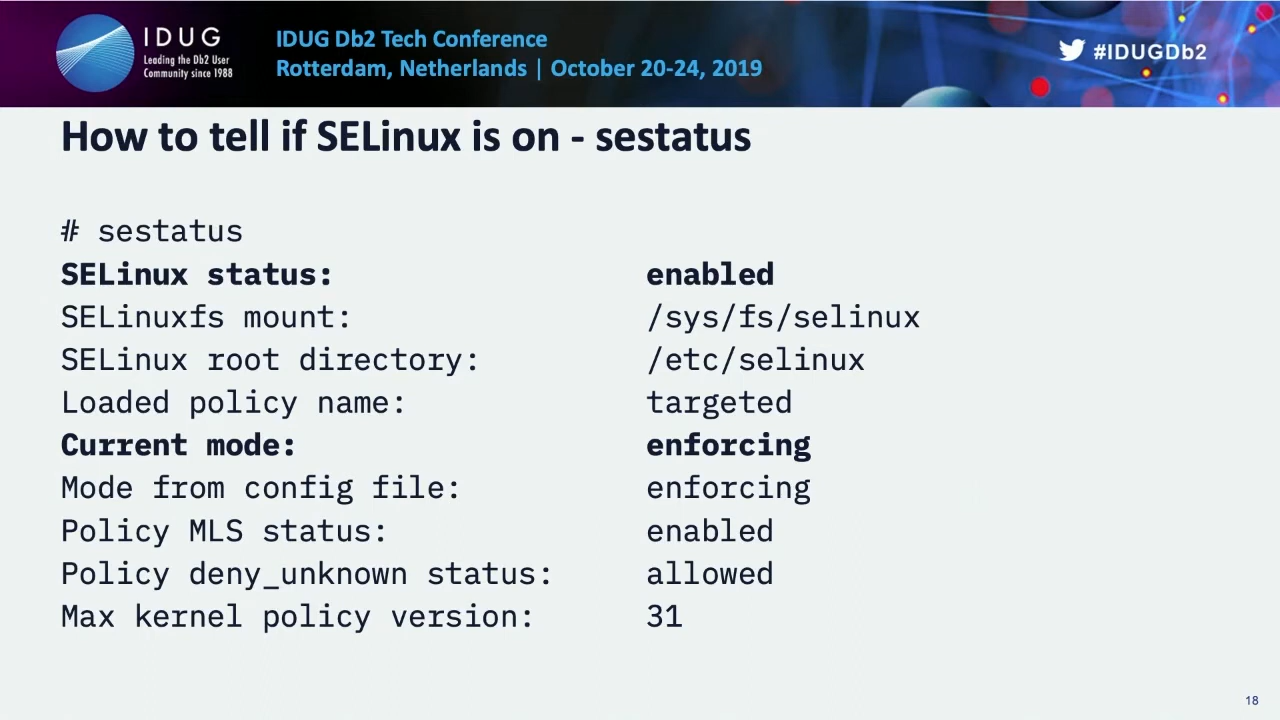 IDUG
Leading the Db2 User
Community since 1988
IDUG Db2 Tech Conference
Rotterdam, Netherlands | October 20-24, 2019
#IDUGDb2
How to tell if SELinux is on - sestatus
# sestatus
SELinux status: enabled
SELinuxfs mount: /sys/fs/selinux
SELinux root directory: /etc/selinux
Loaded policy name: targeted
Current mode: enforcing
Mode from config file: enforcing
Policy MLS status: enabled
Policy deny_unknown status: allowed
Max kernel policy version: 31
18